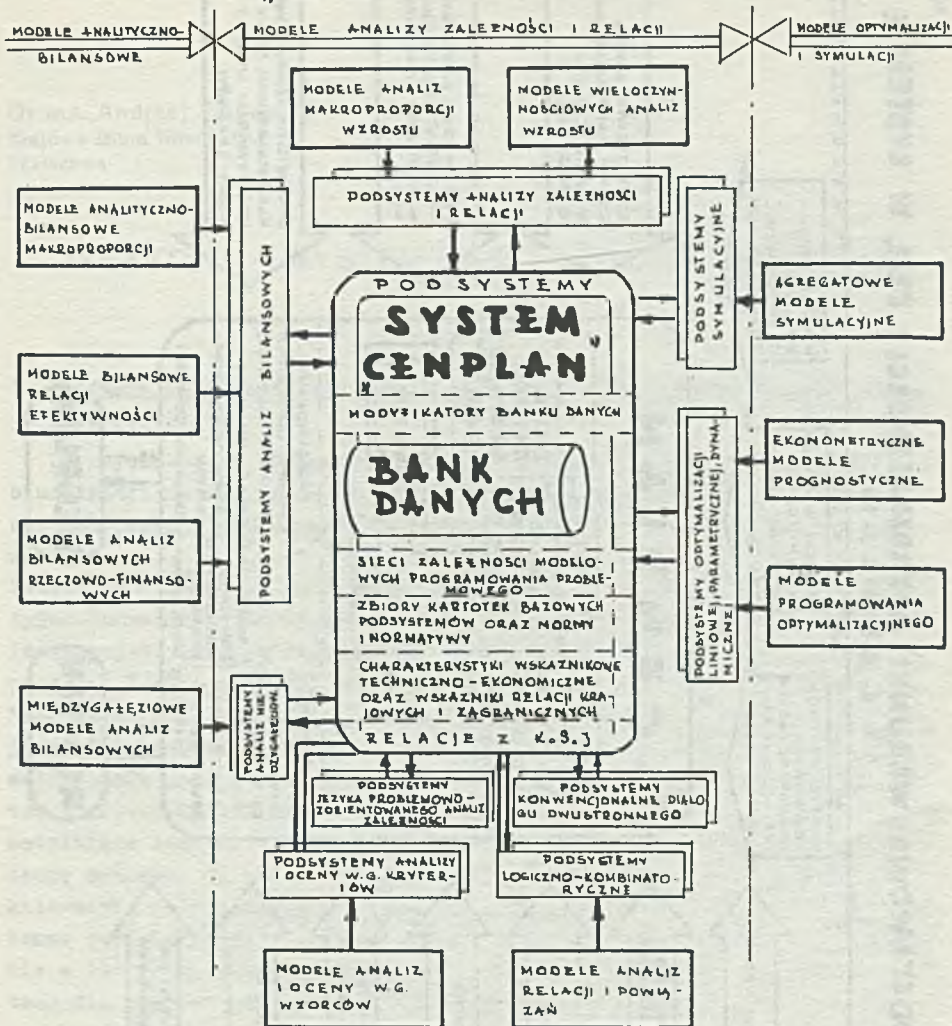 MODELE ANALITYCZNO-
BILANSOWE
MODELE ANALIZY ZALEŻNOŚCI I RELACJI
MODELE OPTYMALIZACJI
I SYMULACJI
MODELE ANALIZ
MAKROPROPORCJI
WZROSTU
MODELE WIELOCZYN-
NOŚCIOWYCH ANALIZ
WZROSTU
PODSYSTEMY ANALIZY ZALEŻNOŚCI
I RELACJI
MODELE ANALITYCZNO-
BILANSOWE
MAKROPROPORCJI
MODELE BILANSOWE
RELACJI
EFEKTYWNOŚCI
MODELE ANALIZ
BILANSOWYCH
RZECZOWO-FINANSO-
WYCH
PODSYSTEMY ANALIZ BILANSOWYCH
MIĘDZYGAŁĘZIOWE
MODELE ANALIZ
BILANSOWYCH
PODSYSTEMY
ANALIZ MIĘ-
DZYGAŁĘZIOW.
PODSYSTEMY
SYSTEM
CENPLAN
MODYFIKATORY BANKU DANYCH
BANK
DANYCH
SIECI ZALEŻNOŚCI MODELO-
WYCH PROGRAMOWANIA PROBLE-
MOWEGO
ZBIORY KARTOTEK BAZOWYCH
PODSYSTEMÓW ORAZ NORMY
I NORMATYWY
CHARAKTERYSTYKI WSKAŹNIKOWE
TECHNICZNO-EKONOMICZNE
ORAZ WSKAŹNIKI RELACJI KRA-
JOWYCH I ZAGRANICZNYCH
RELACJE Z K.S.J
PODSYSTEMY
SYMULACYJNE
AGREGATOWE
MODELE
SYMULACYJNE
PODSYSTEMY OPTYMALIZACJI
LINIOWEJ, PARAMETRYCZNEJ, DYNA-
MICZNEJ
EKONOMETRYCZNE
MODELE
PROGNOSTYCZNE
MODELE
PROGRAMOWANIA
OPTYMALIZACYJNEGO
PODSYSTEMY
JĘZYKA PROBLEMOWO-
ZORIENTOWANEGO ANALIZ
ZALEŻNOŚCI
PODSYSTEMY
KONWENCJONALNE DIALO
GU DWUSTRONNEGO
PODSYSTEMY ANALIZY
I OCENY W.G. KRYTER-
IÓW
PODSYSTEMY
LOGICZNO-KOMBINATO-
RYCZNE
MODELE ANALIZ
I OCENY W.G.
WZORCÓW
MODELE ANALIZ
RELACJI I POWIĄ-
ZAŃ